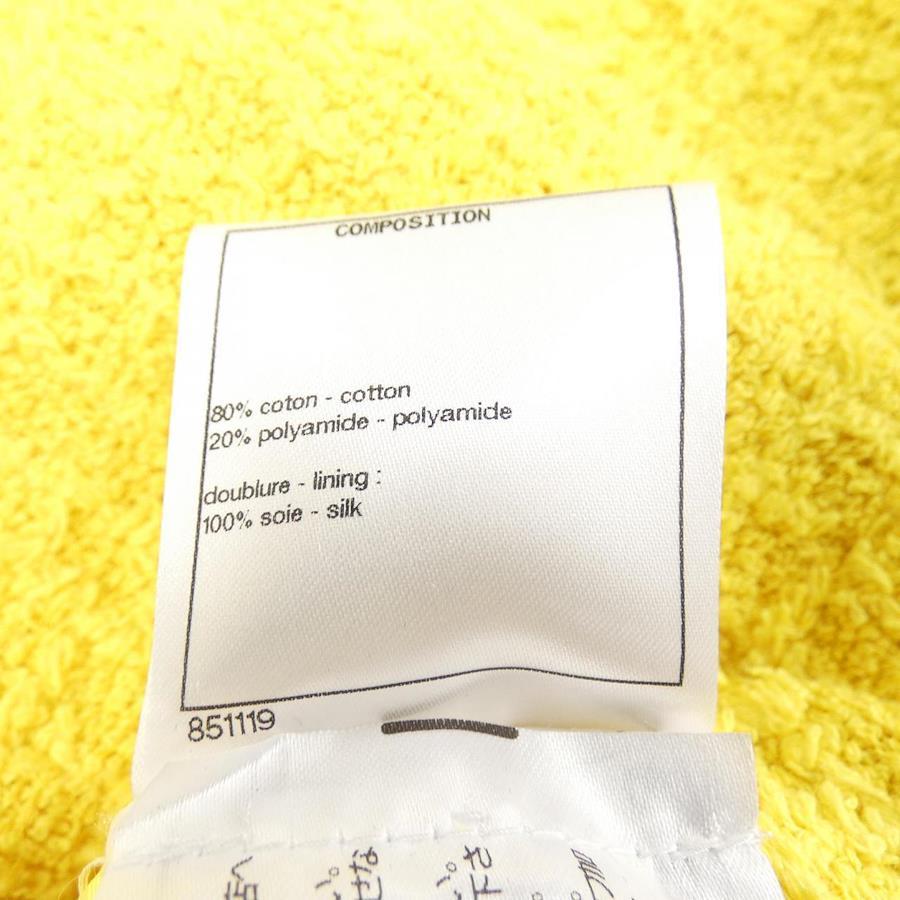 COMPOSITION
80% coton - cotton
20% polyamide - polyamide
doublure - lining :
100% soie - silk
851119